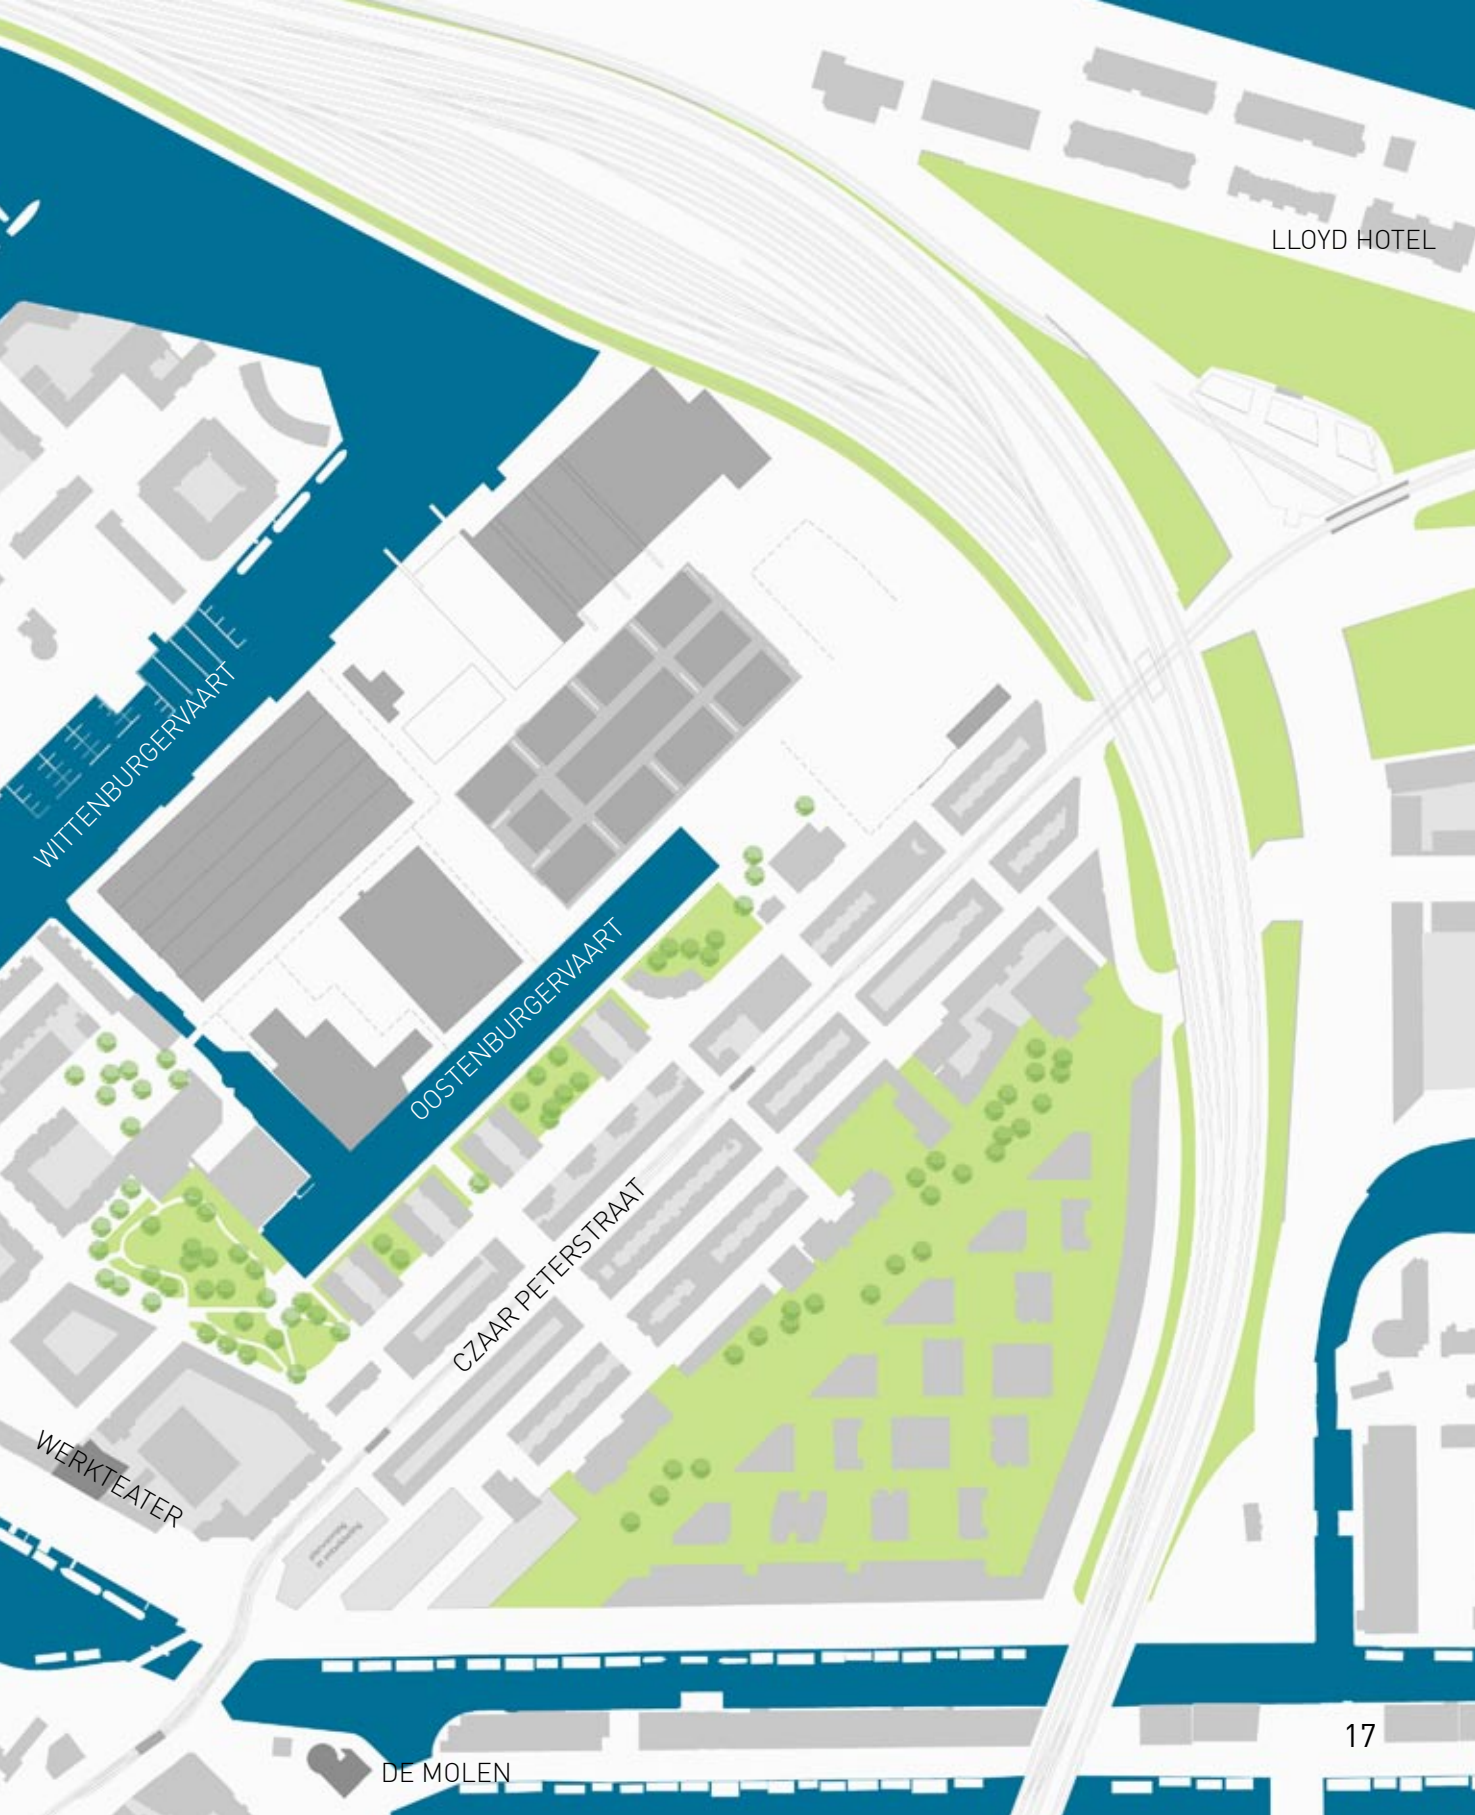 LLOYD HOTEL
WITTENBURGERVAART
OOSTENBURGERVAART
CZAAR PETERSTRAAT
WERKTEATER
17
DE MOLEN